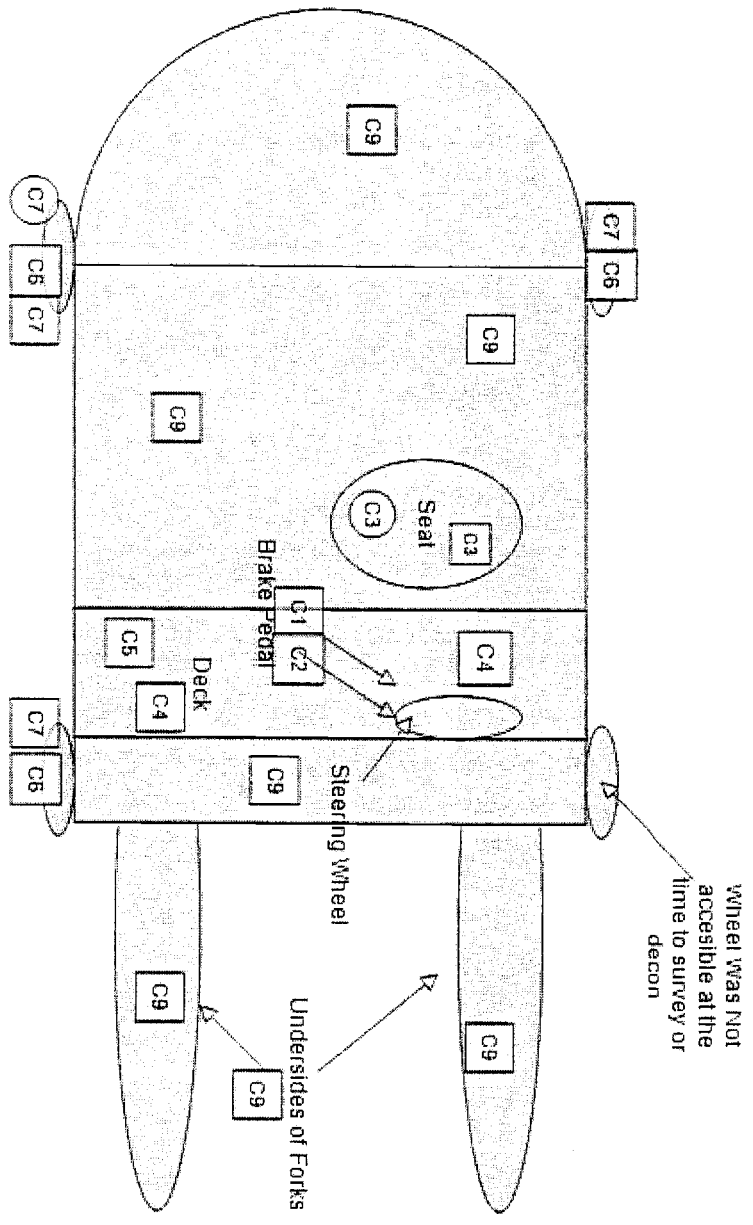 Wheel Was Not
accesible at the
time to survey or
decon
C7
C6
C9
C4
C9
C3
Seat
C9
C3
Steering Wheel
C1
C2
Undersides of Forks
Brake Pedal
C9
C9
Deck
C9
C4
C9
C5
C7
C6
C7
C7
C6